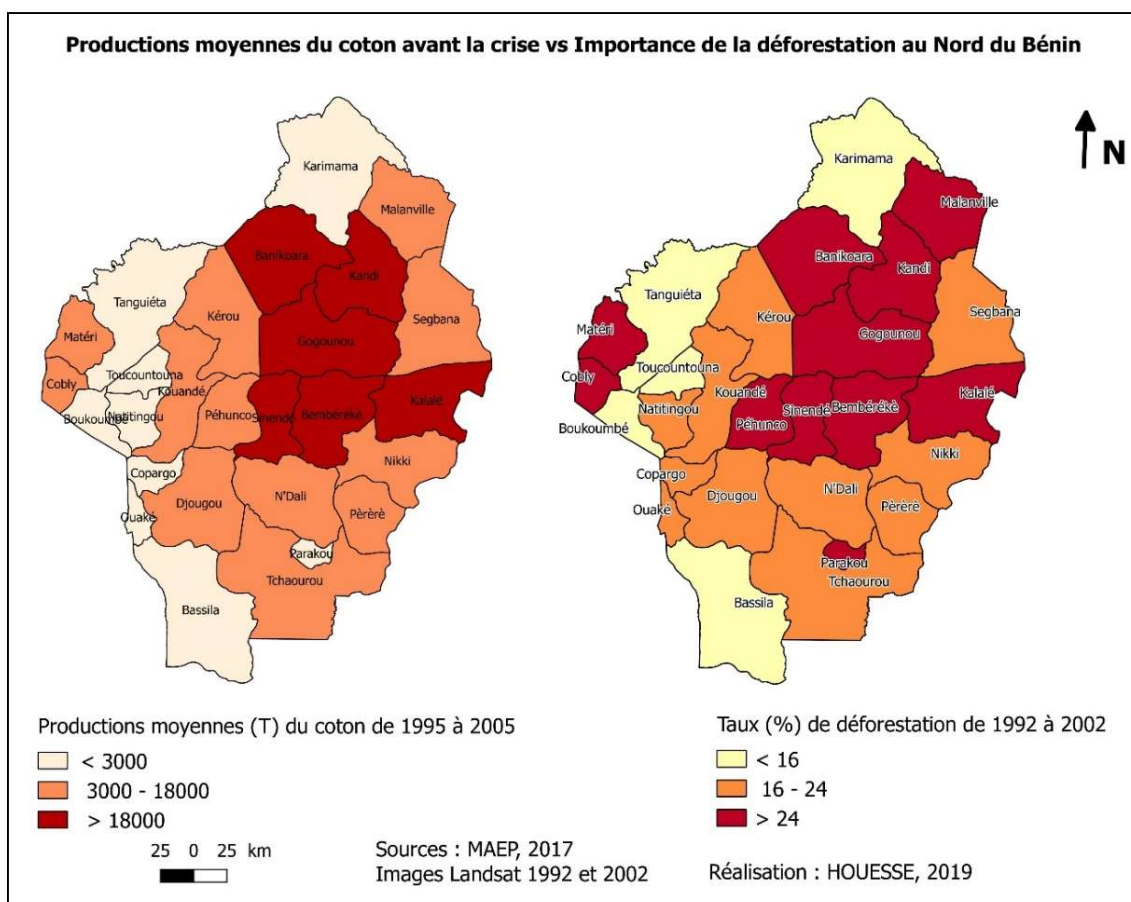 Productions moyennes du coton avant la crise vs Importance de la déforestation au Nord du Bénin
N
Karimama
Malanville
Banikoara
Kandi
Tanguiéta
Kérou
Segbana
Matéri
Gogounou
Toucountouna
Cobly
Kouandé
Kalalé
Boukoumbé
Natitingou
Péhunco
Sinendé
Bembèrèkè
Nikki
Copargo
N'Dali
Djougou
Ouaké
Pèrèrè
Parakou
Tchaourou
Bassila
Karimama
Malanville
Banikoara
Kandi
Tanguiéta
Kérou
Segbana
Matéri
Gogounou
Toucountouna
Cobly
Kouandé
Kalalé
Natitingou
Sinendé
Bembéréké
Boukoumbé
Péhunco
Nikki
Copargo
N'Dali
Djougou
Ouaké
Pèrèrè
Parakou
Tchaourou
Bassila
Productions moyennes (T) du coton de 1995 à 2005
< 3000
3000 - 18000
> 18000
Taux (%) de déforestation de 1992 à 2002
< 16
16 - 24
> 24
25 0 25 km
Sources : MAEP, 2017
Images Landsat 1992 et 2002
Réalisation : HOUESSE, 2019